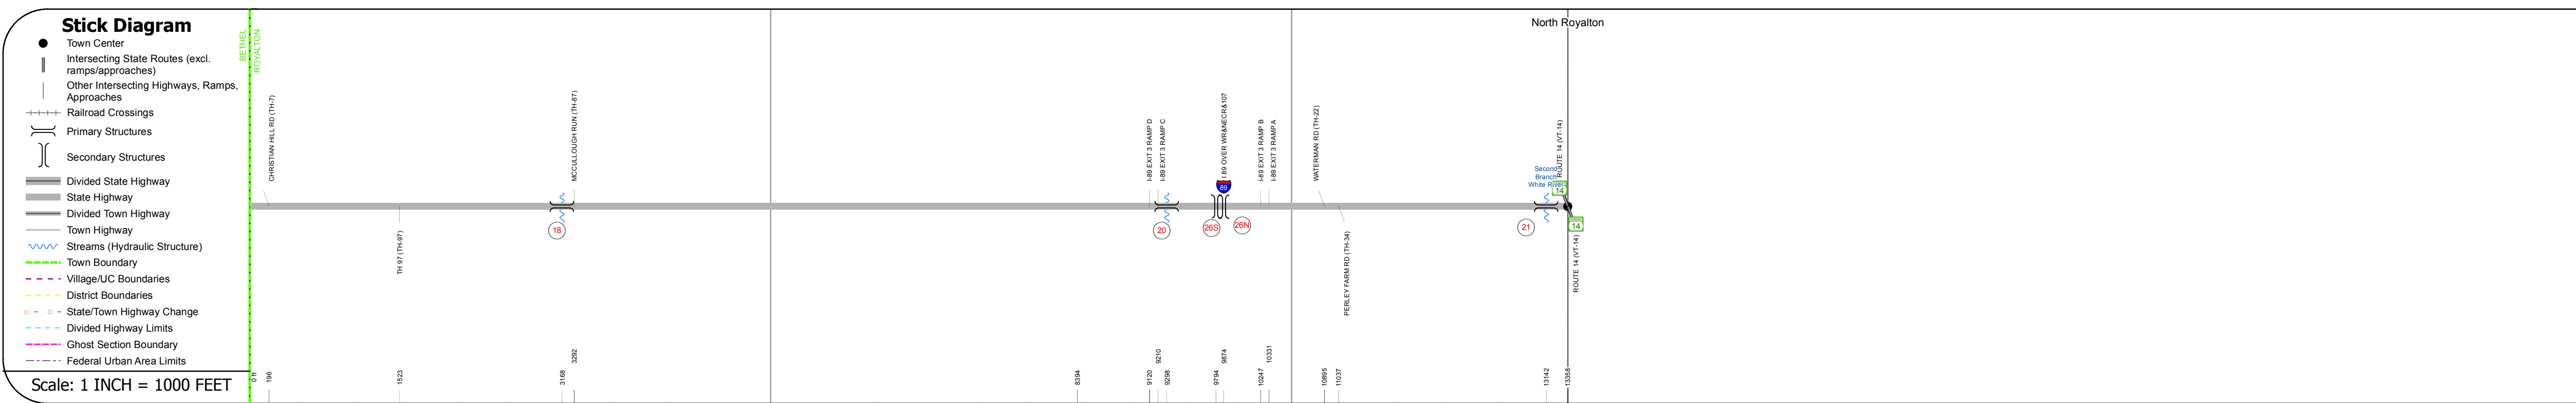 Stick Diagram
Town Center
Intersecting State Routes (excl.
ramps/approaches)
Other Intersecting Highways, Ramps,
Approaches
Railroad Crossings
Primary Structures
Secondary Structures
Divided State Highway
State Highway
Divided Town Highway
Town Highway
Streams (Hydraulic Structure)
Town Boundary
Village/UC Boundaries
District Boundaries
State/Town Highway Change
Divided Highway Limits
Ghost Section Boundary
Federal Urban Area Limits
Scale: 1 INCH = 1000 FEET
BETHEL
ROYALTON
CHRISTIAN HILL RD (TH-7)
TH 97 (TH-97)
MCCULLOUGH RUN (TH-87)
18
I-89 EXIT 3 RAMP D
I-89 EXIT 3 RAMP C
20
I 89 OVER WR&NECR&107
89
26S
26N
I-89 EXIT 3 RAMP B
I-89 EXIT 3 RAMP A
WATERMAN RD (TH-22)
PERLEY FARM RD (TH-34)
North Royalton
Second
Branch
White River
21
ROUTE 14 (VT-14)
14
14
ROUTE 14 (VT-14)
0 ft
196
1523
3168
3292
8394
9120
9210
9298
9794
9874
10247
10331
10895
11037
13142
13358